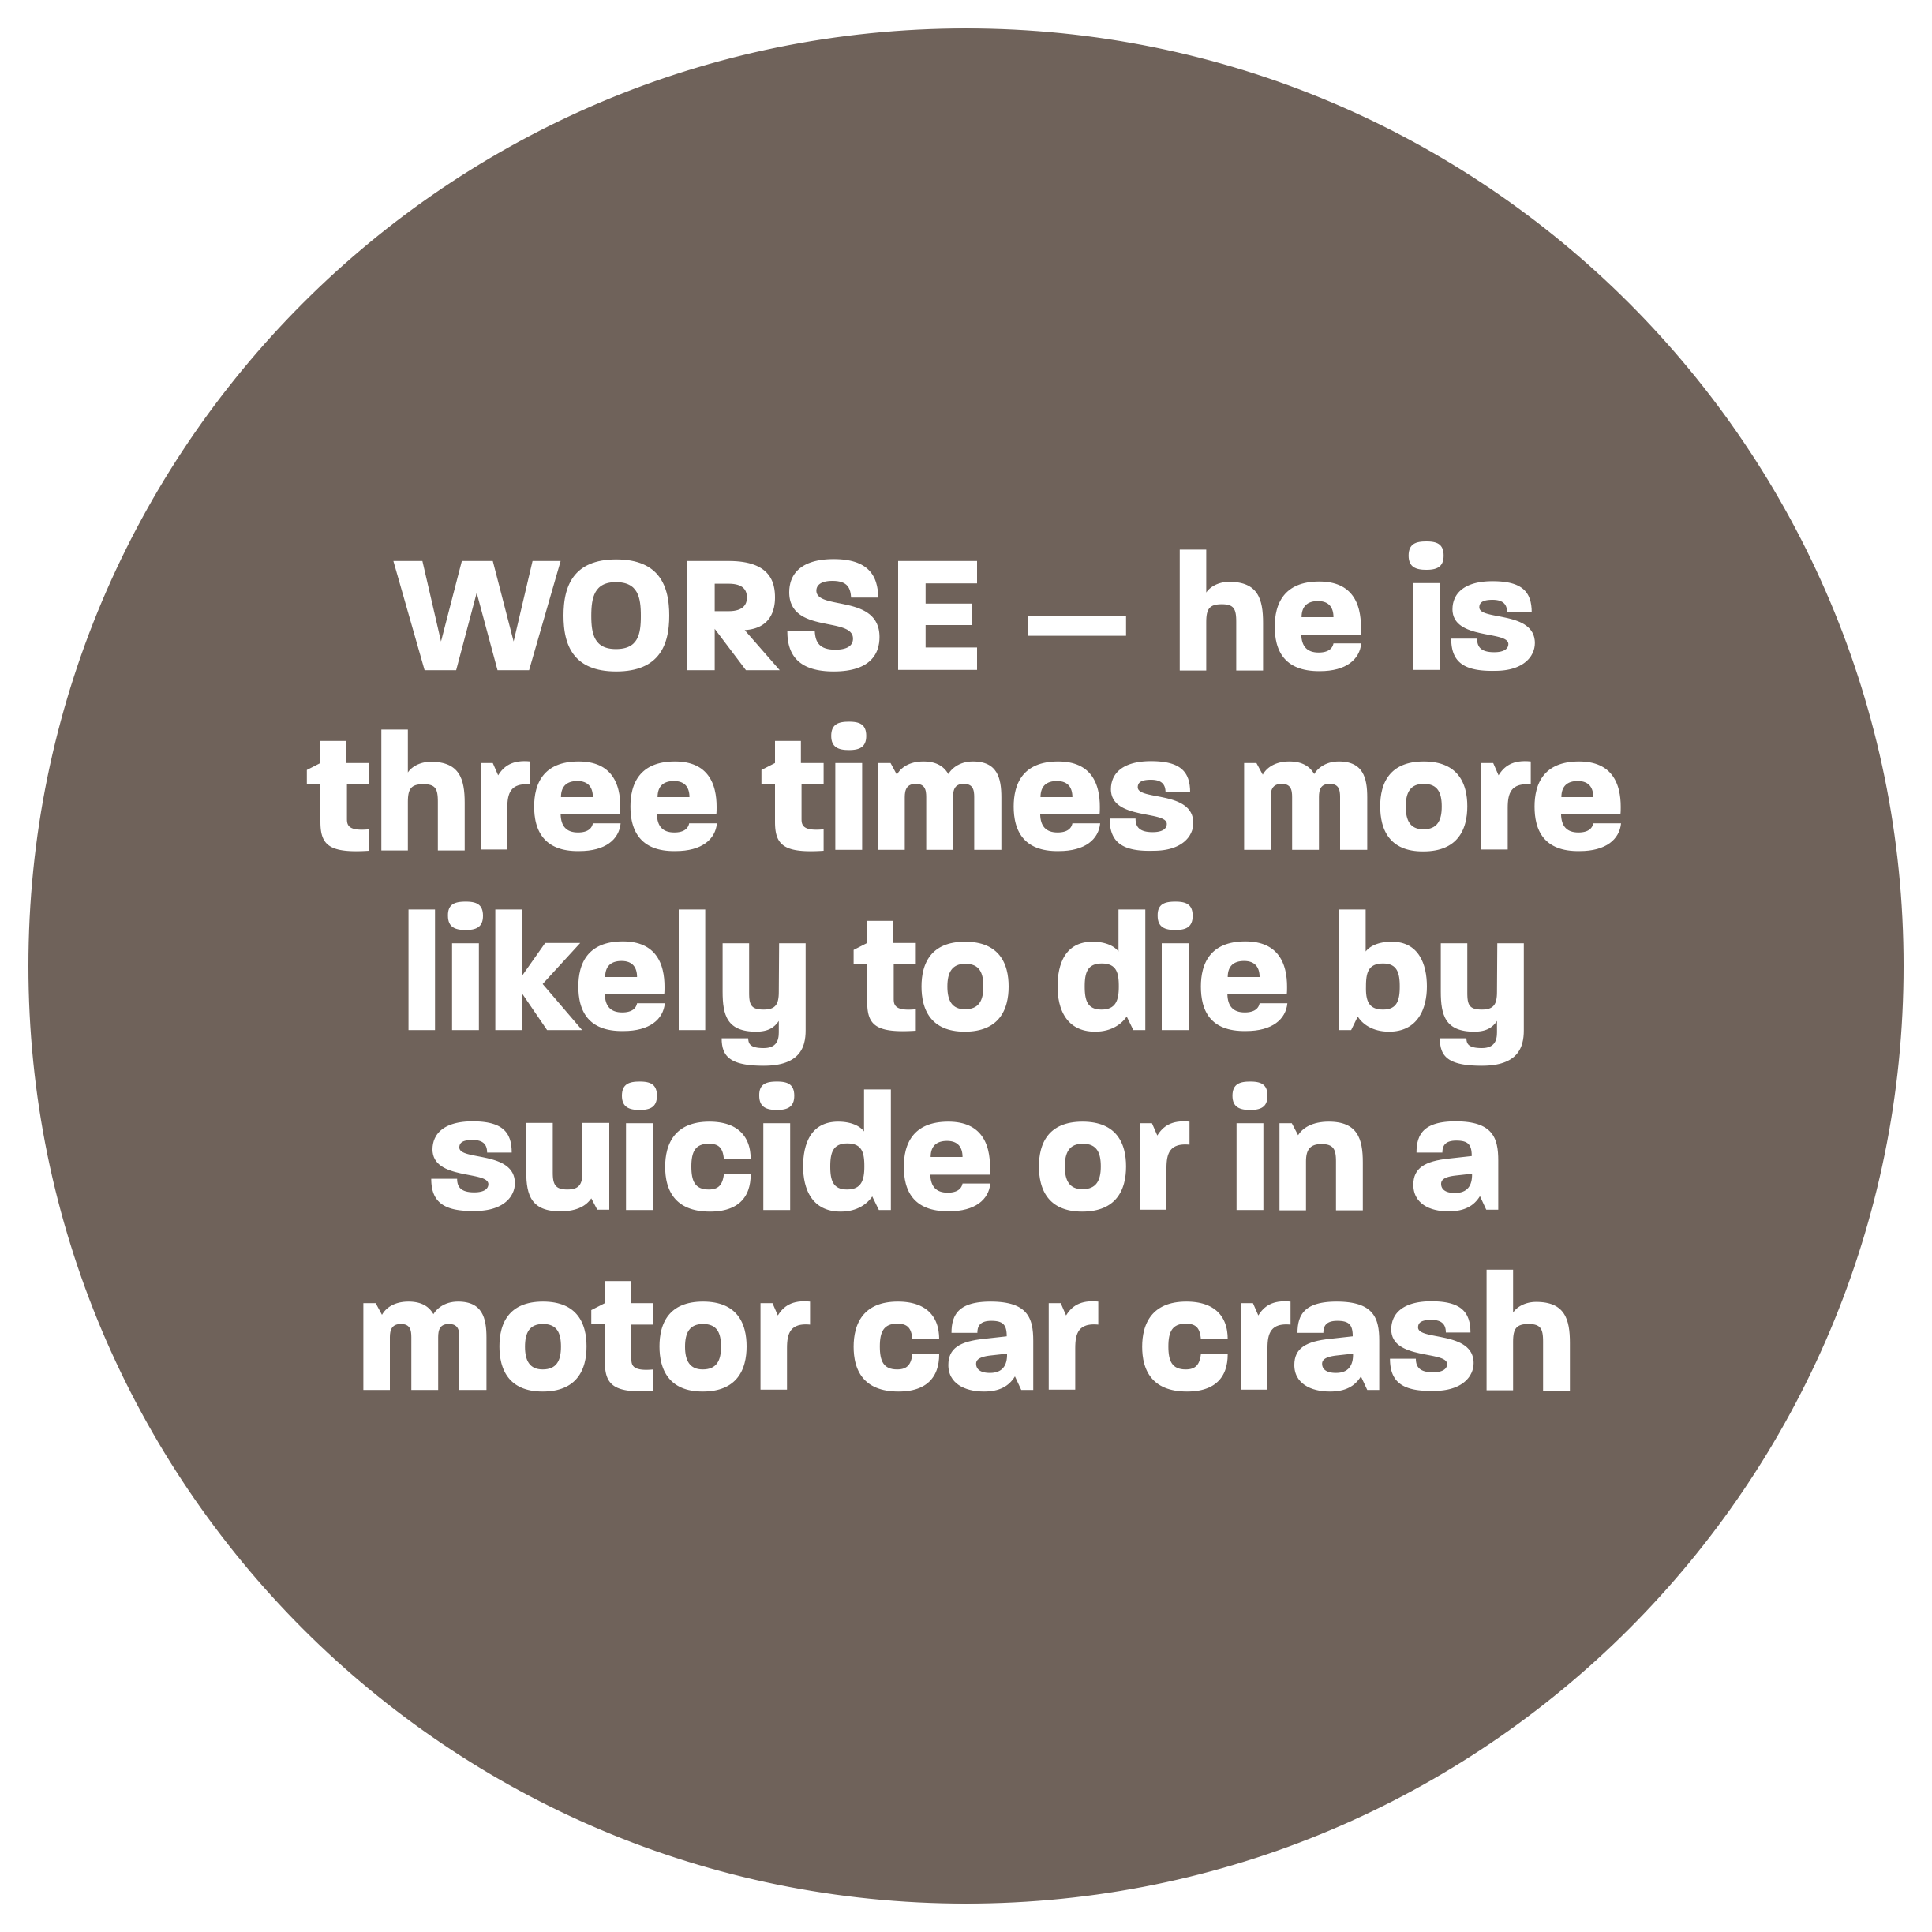 WORSE – he is
three times more
likely to die by
suicide or in a
motor car crash